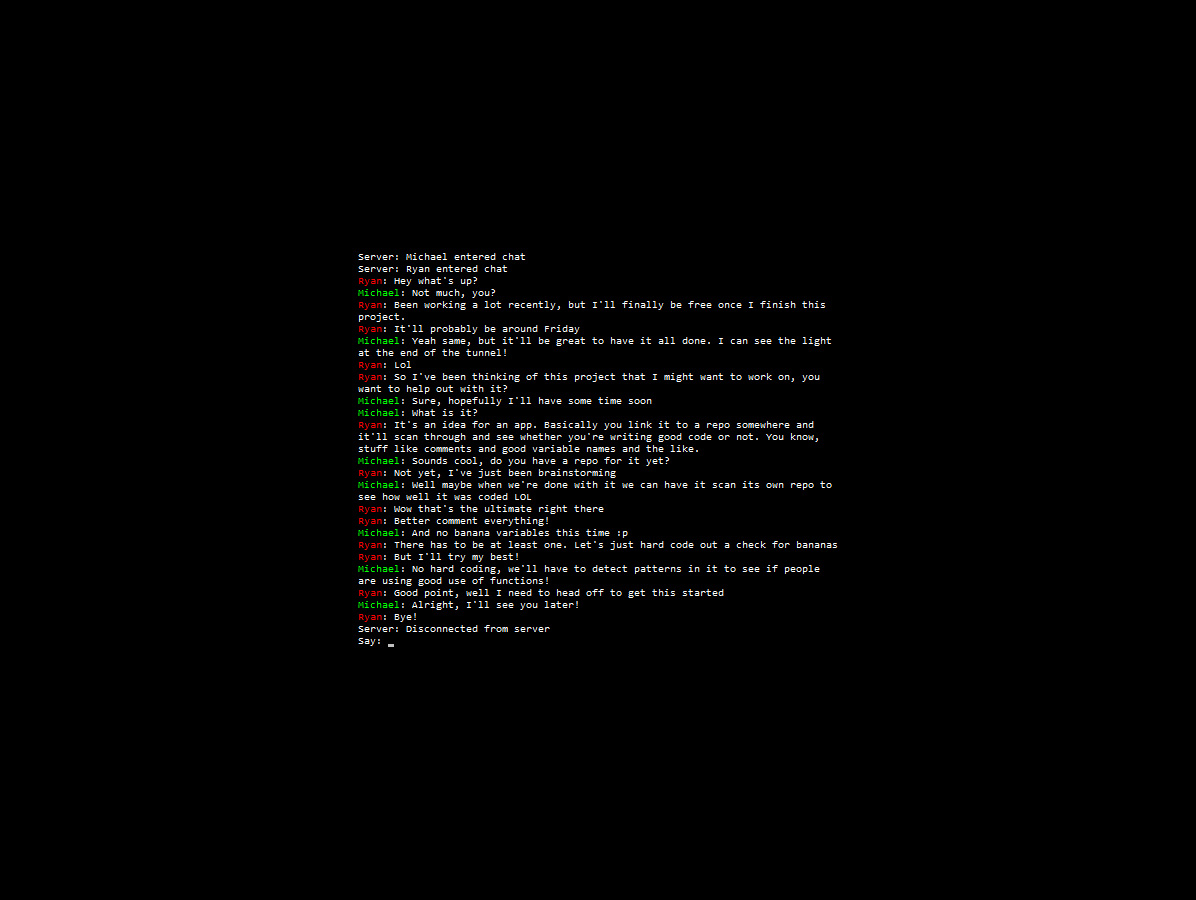 Server: Michael entered chat
Server: Ryan entered chat
Ryan: Hey what's up?
Michael: Not much, you?
Ryan: Been working a lot recently, but I'll finally be free once I finish this
project.
Ryan: It'll probably be around Friday
Michael: Yeah same, but it'll be great to have it all done. I can see the light
at the end of the tunnel!
Ryan: Lol
Ryan: So I've been thinking of this project that I might want to work on, you
want to help out with it?
Michael: Sure, hopefully I'll have some time soon
Michael: What is it?
Ryan: It's an idea for an app. Basically you link it to a repo somewhere and
it'll scan through and see whether you're writing good code or not. You know,
stuff like comments and good variable names and the like.
Michael: Sounds cool, do you have a repo for it yet?
Ryan: Not yet, I've just been brainstorming
Michael: Well maybe when we're done with it we can have it scan its own repo to
see how well it was coded LOL
Ryan: Wow that's the ultimate right there
Ryan: Better comment everything!
Michael: And no banana variables this time :p
Ryan: There has to be at least one. Let's just hard code out a check for bananas
Ryan: But I'll try my best!
Michael: No hard coding, we'll have to detect patterns in it to see if people
are using good use of functions!
Ryan: Good point, well I need to head off to get this started
Michael: Alright, I'll see you later!
Ryan: Bye!
Server: Disconnected from server
Say: _